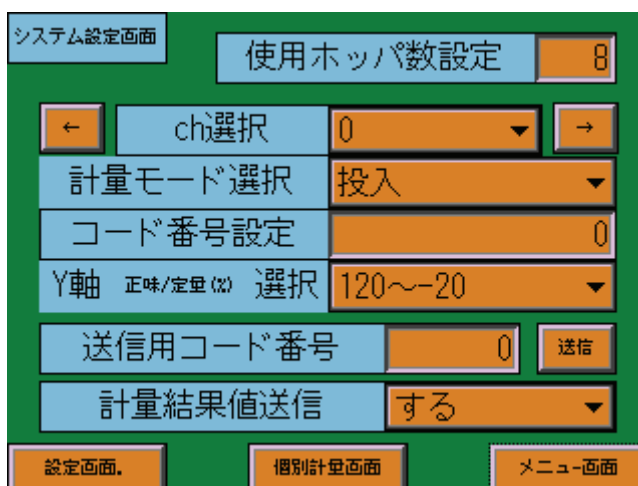 システム設定画面
使用ホッパ数設定 8
← ch選択 0 →
計量モード選択 投入
コード番号設定 0
Y軸 正味/定量(%) 選択 120～-20
送信用コード番号 0 送信
計量結果値送信 する
設定画面. 個別計量画面 メニュー画面